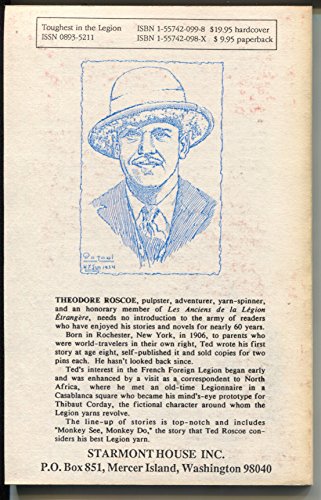 Toughest in the Legion
ISBN 1-55742-099-8 $19.95 hardcover
ISSN 0893-5211
ISBN 1-55742-098-X $ 9.95 paperback
THEODORE ROSCOE, pulpster, adventurer, yarn-spinner,
and an honorary member of Les Anciens de la Légion
Étrangère, needs no introduction to the army of readers
who have enjoyed his stories and novels for nearly 60 years.
Born in Rochester, New York, in 1906, to parents who
were world-travelers in their own right, Ted wrote his first
story at age eight, self-published it and sold copies for two
pins each. He hasn't looked back since.
Ted's interest in the French Foreign Legion began early
and was enhanced by a visit as a correspondent to North
Africa, where he met an old-time Legionnaire in a
Casablanca square who became his mind's-eye prototype for
Thibaut Corday, the fictional character around whom the
Legion yarns revolve.
The line-up of stories is top-notch and includes
"Monkey See, Monkey Do," the story that Ted Roscoe con-
siders his best Legion yarn.
STARMONT HOUSE INC.
P.O. Box 851, Mercer Island, Washington 98040